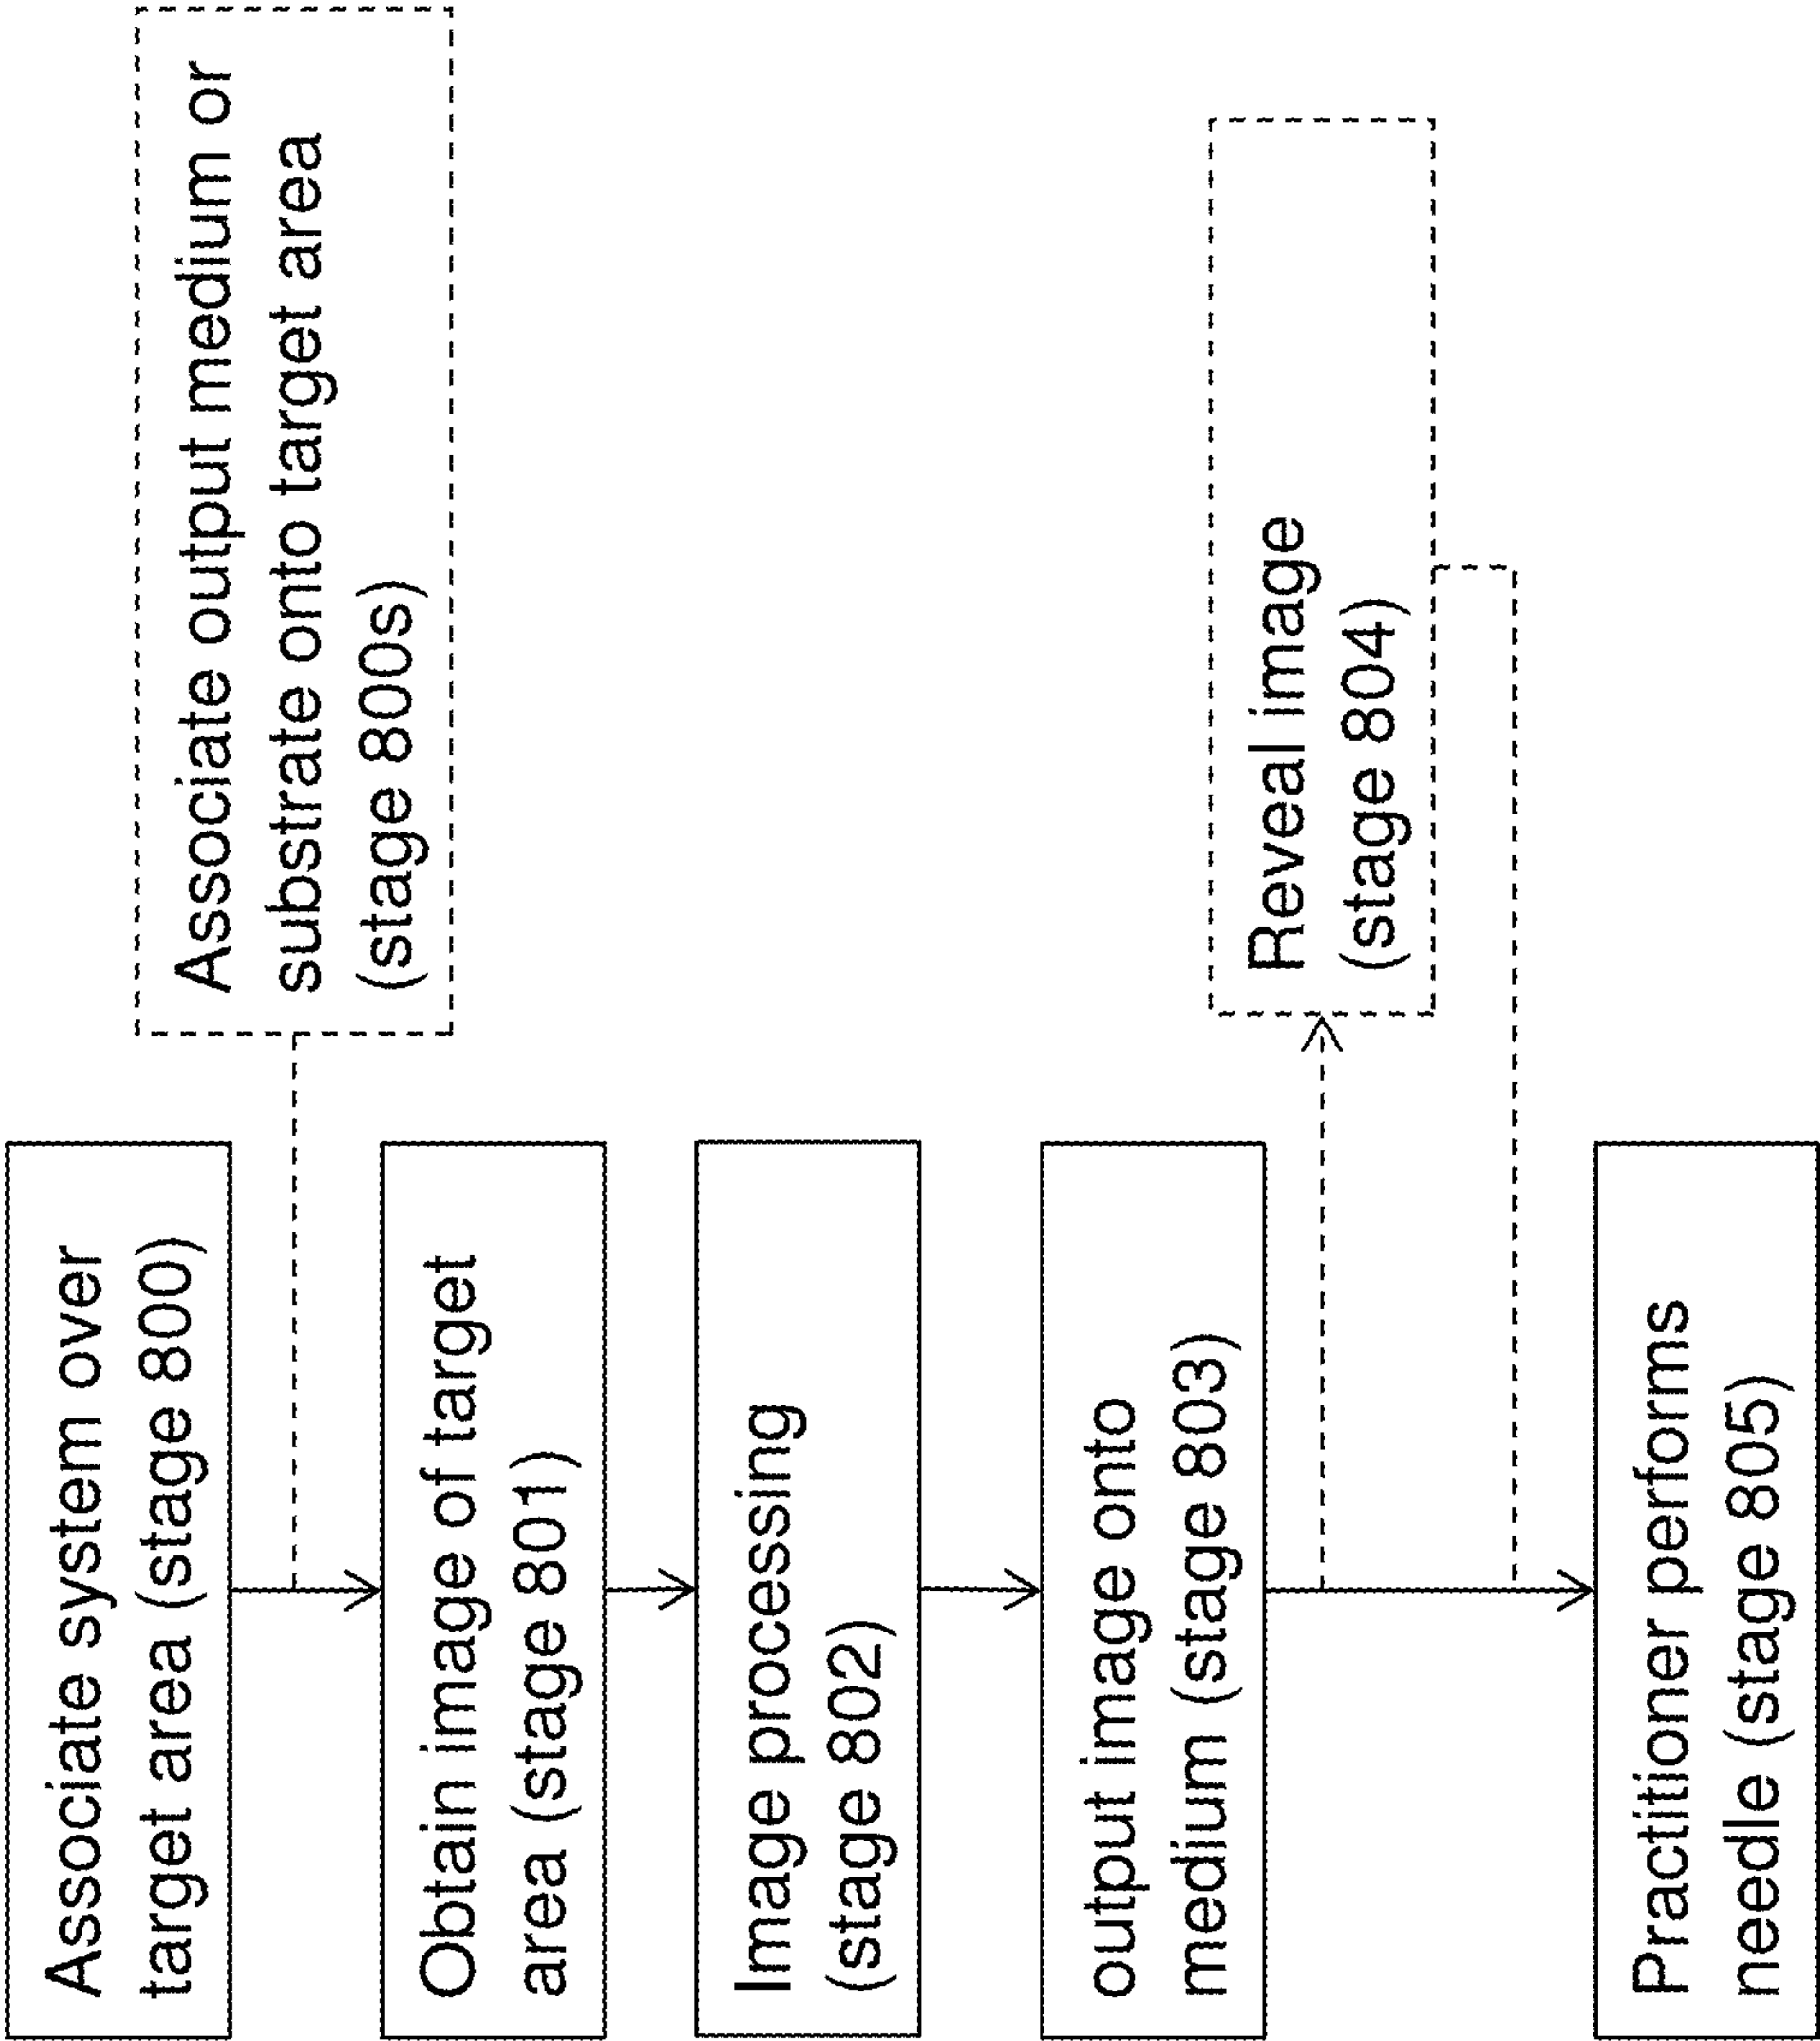 Associate system over
target area (stage 800)
Associate output medium or
substrate onto target area
(stage 800s)
Obtain image of target
area (stage 801)
Image processing
(stage 802)
output image onto
medium (stage 803)
Reveal image
(stage 804)
Practitioner performs
needle (stage 805)